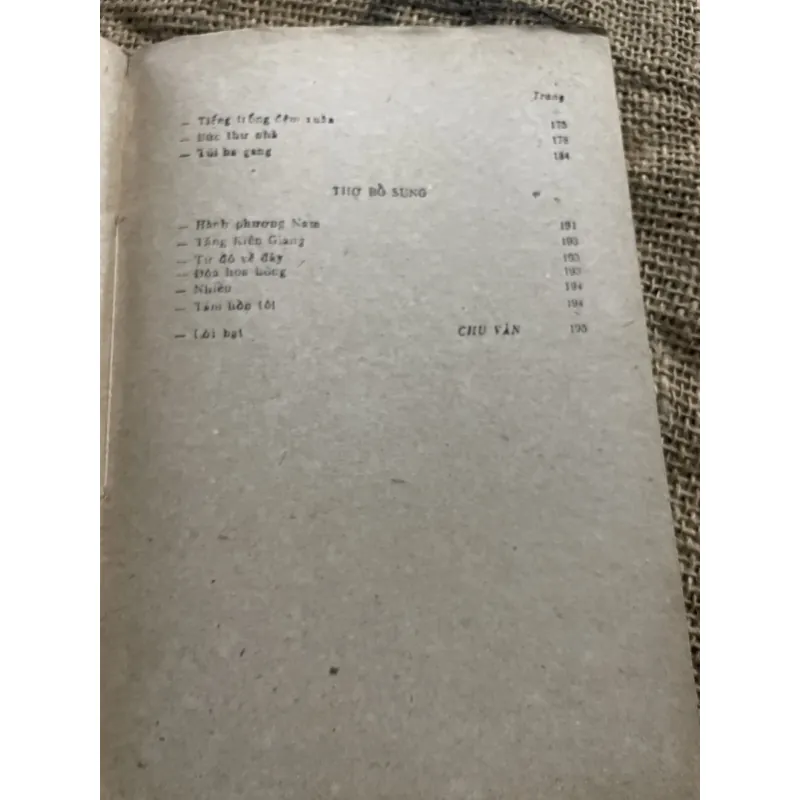 Trang
— Tiếng trống đêm xuân 175
— Bức thư nhà 178
— Túi ba gang 184
THƠ BỔ SUNG
— Hành phương Nam 191
— Tặng Kiên Giang 193
— Từ đó về đây 193
— Đóa hoa hồng 193
— Nhiều 194
— Tâm hồn tôi 194
— Lời bạt CHU VĂN 195